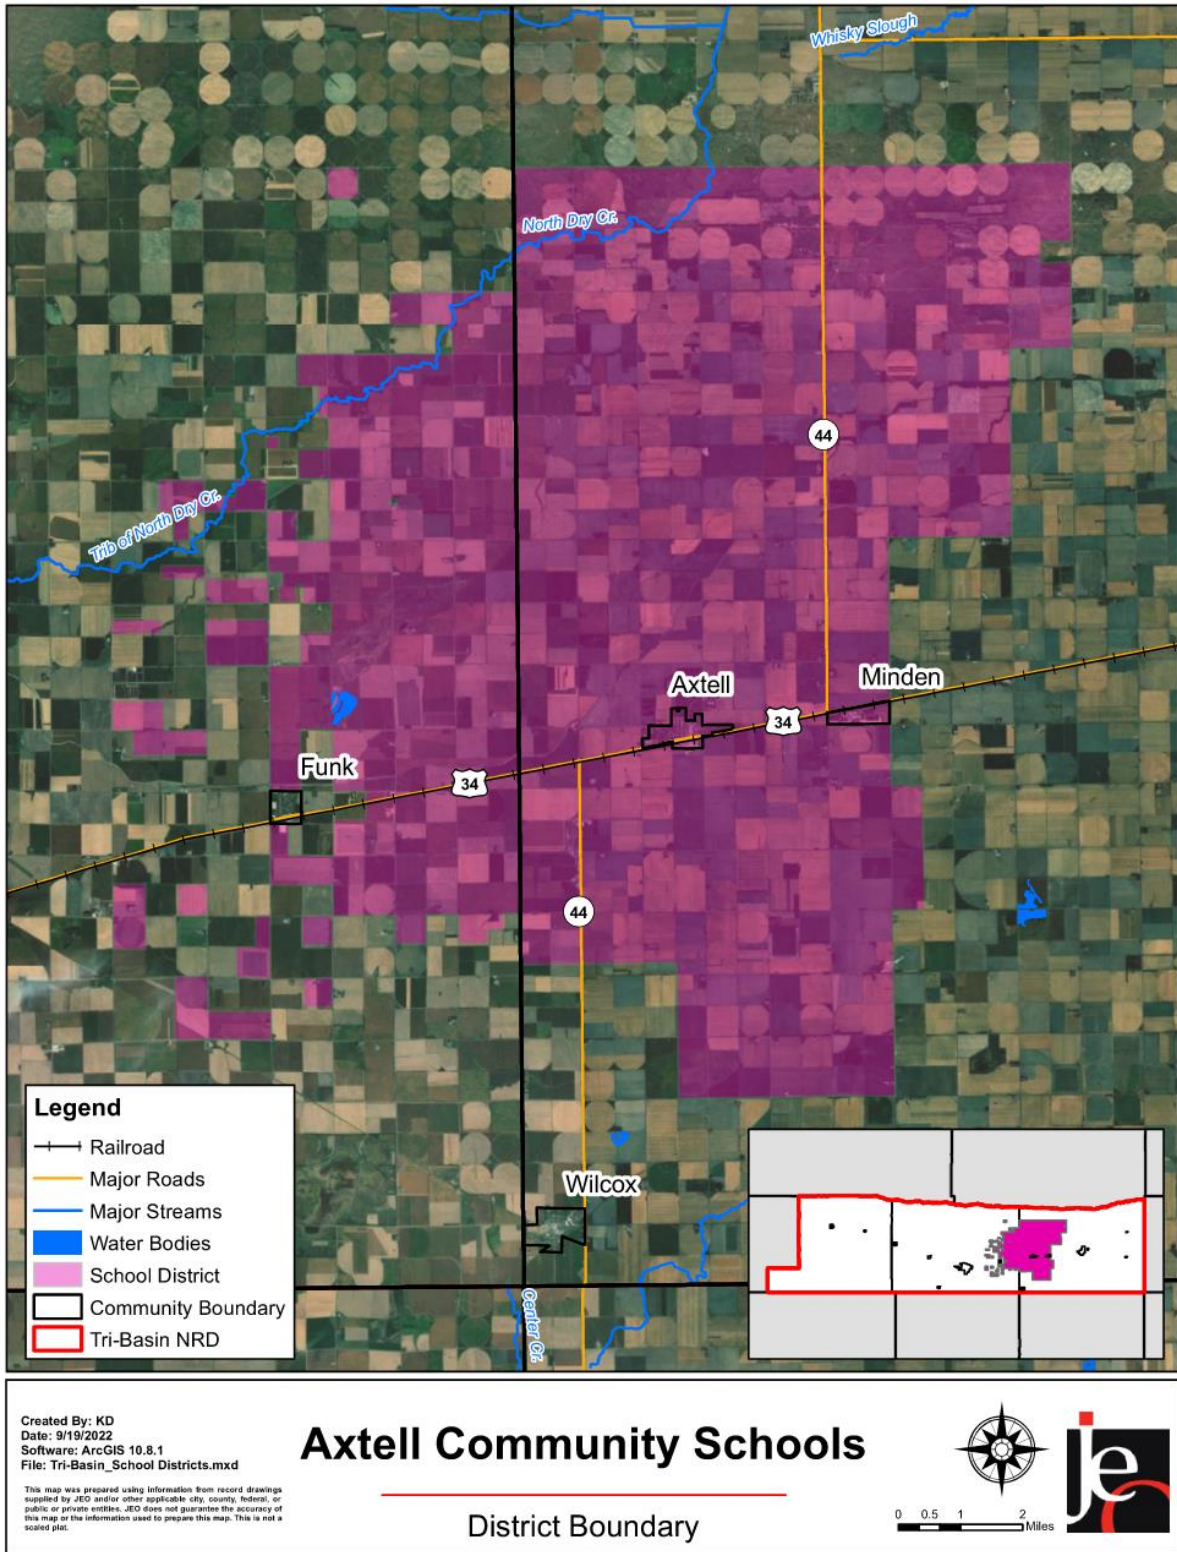 Whisky Slough
North Dry Cr.
44
Trib of North Dry Cr.
Axtell
Minden
34
Funk
34
44
Wilcox
Center Cr.
Legend
Railroad
Major Roads
Major Streams
Water Bodies
School District
Community Boundary
Tri-Basin NRD
Created By: KD
Date: 9/19/2022
Software: ArcGIS 10.8.1
File: Tri-Basin_School Districts.mxd
This map was prepared using information from record drawings
supplied by JEO and/or other applicable city, county, federal, or
public or private entities. JEO does not guarantee the accuracy of
this map or the information used to prepare this map. This is not a
scaled plat.
Axtell Community Schools
District Boundary
0 0.5 1 2
Miles
jeo